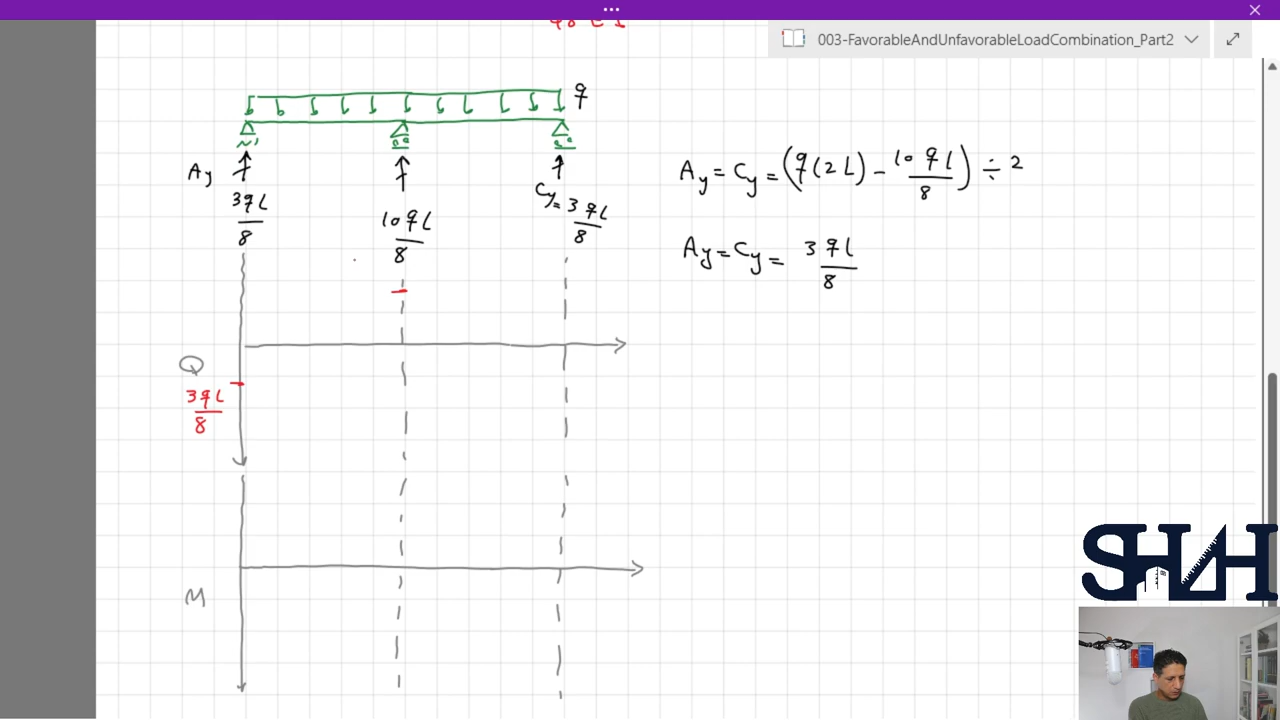 003-FavorableAndUnfavorableLoadCombination_Part2
q
Ay
3qL/8
10qL/8
Cy = 3qL/8
Ay = Cy = (q(2L) - 10qL/8) ÷ 2
Ay = Cy = 3qL/8
Q
3qL/8
M
SHLH